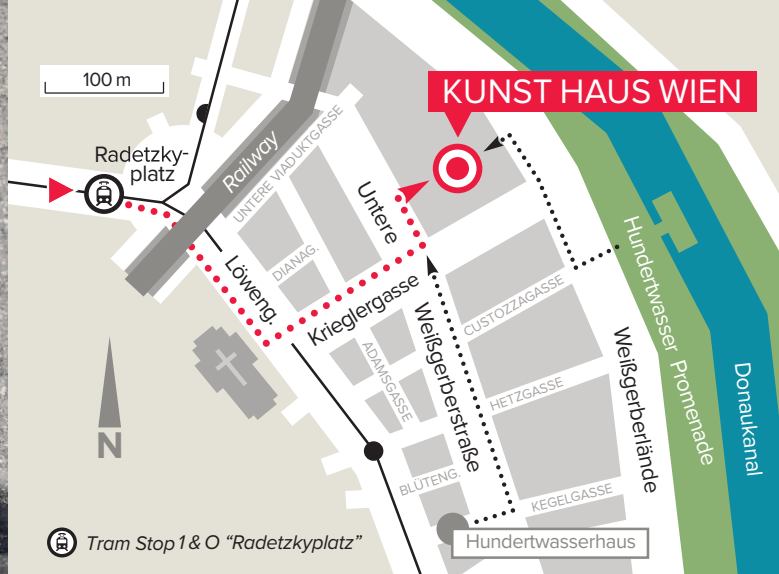 100 m
KUNST HAUS WIEN
Radetzky-
platz
Railway
UNTERE VIADUKTGASSE
Untere
DIANAG.
Löweng.
Krieglergasse
Weißgerberstraße
CUSTOZZAGASSE
ADAMSGASSE
HETZGASSE
BLÜTENG.
KEGELGASSE
Weißgerberlände
Hundertwasser Promenade
Donaukanal
N
Hundertwasserhaus
Tram Stop 1 & O “Radetzkyplatz”